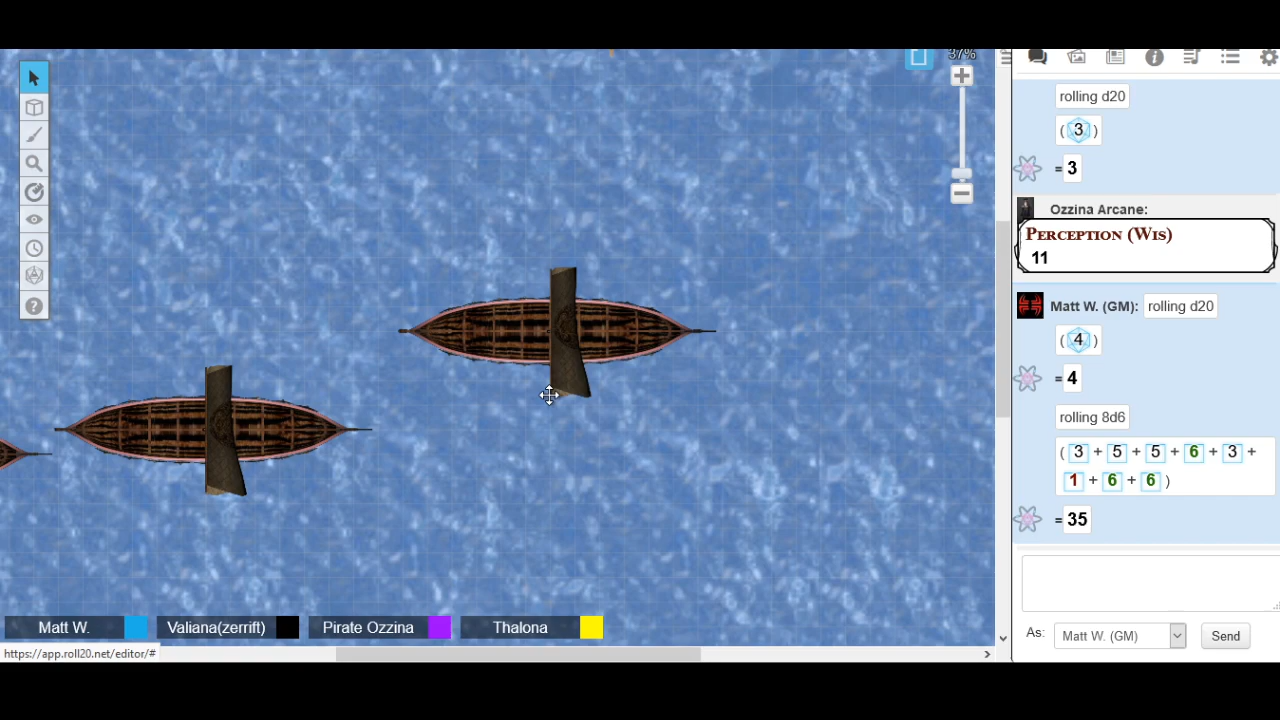 37%
rolling d20
( 3 )
= 3
Ozzina Arcane:
Perception (Wis)
11
Matt W. (GM): rolling d20
( 4 )
= 4
rolling 8d6
( 3 + 5 + 5 + 6 + 3 +
1 + 6 + 6 )
= 35
As: Matt W. (GM) Send
Matt W. Valiana(zerrift) Pirate Ozzina Thalona
https://app.roll20.net/editor/#